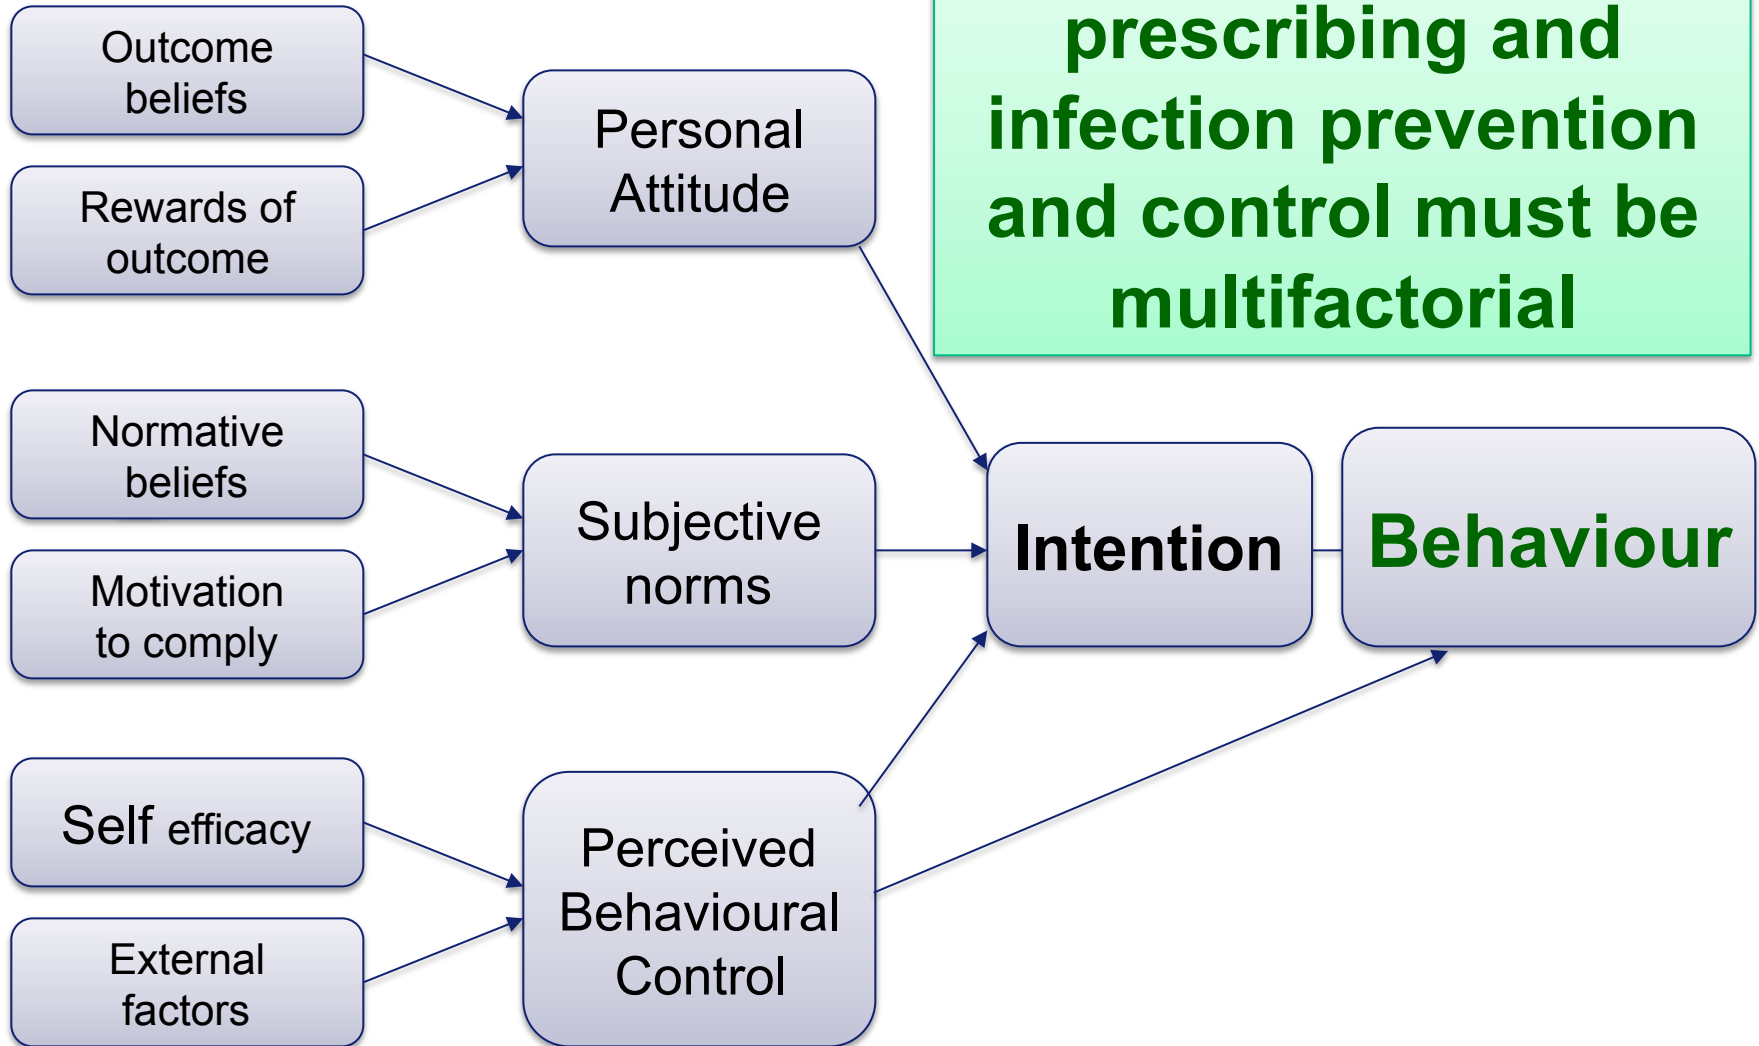 Outcome
beliefs
Rewards of
outcome
Personal
Attitude
prescribing and
infection prevention
and control must be
multifactorial
Normative
beliefs
Motivation
to comply
Subjective
norms
Intention
Behaviour
Self efficacy
External
factors
Perceived
Behavioural
Control